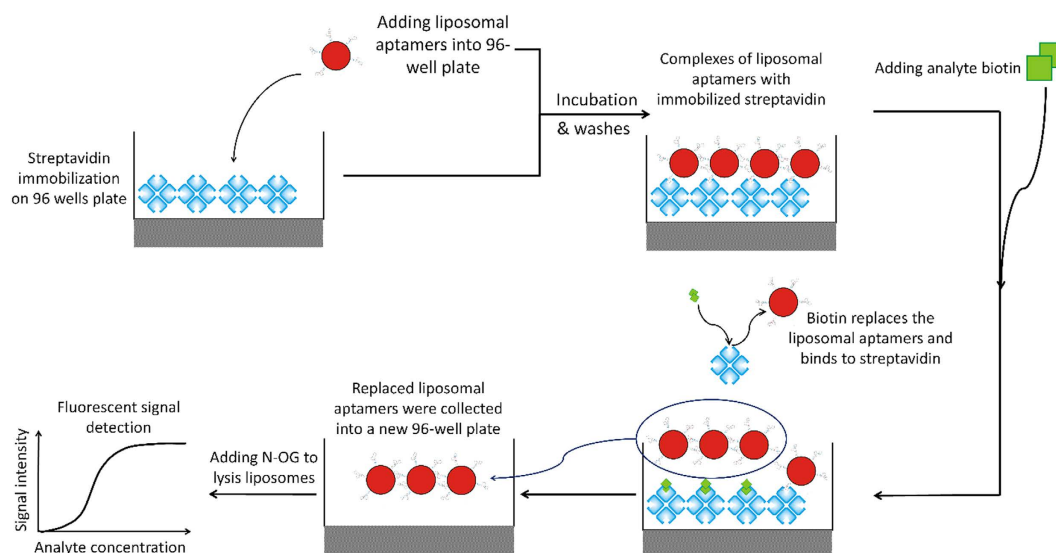 Adding liposomal
aptamers into 96-
well plate
Streptavidin
immobilization
on 96 wells plate
Incubation
& washes
Complexes of liposomal
aptamers with
immobilized streptavidin
Adding analyte biotin
Biotin replaces the
liposomal aptamers and
binds to streptavidin
Replaced liposomal
aptamers were collected
into a new 96-well plate
Adding N-OG to
lysis liposomes
Fluorescent signal
detection
Signal intensity
Analyte concentration